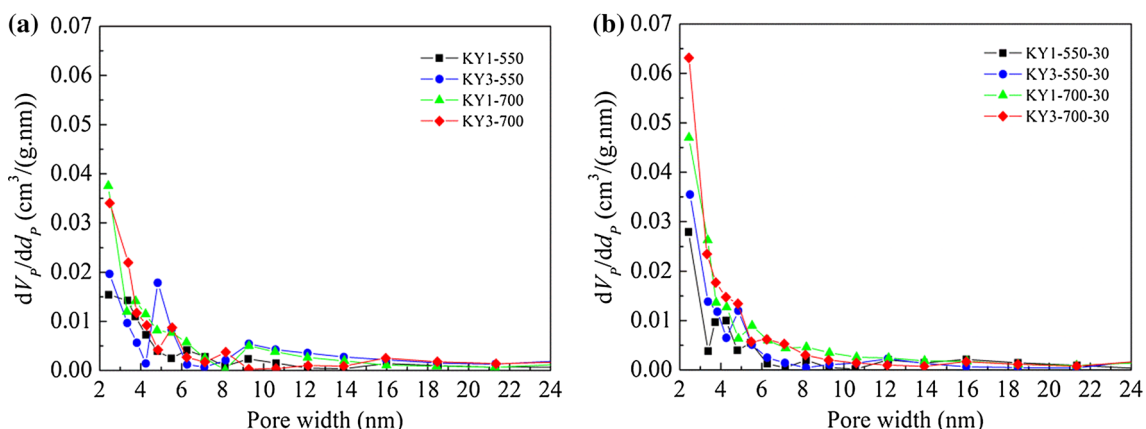 (a)
0.07
0.06
0.05
0.04
0.03
0.02
0.01
0.00
dV_P/dd_P (cm³/(g.nm))
2 4 6 8 10 12 14 16 18 20 22 24
Pore width (nm)
KY1-550
KY3-550
KY1-700
KY3-700
(b)
0.07
0.06
0.05
0.04
0.03
0.02
0.01
0.00
dV_P/dd_P (cm³/(g.nm))
2 4 6 8 10 12 14 16 18 20 22 24
Pore width (nm)
KY1-550-30
KY3-550-30
KY1-700-30
KY3-700-30